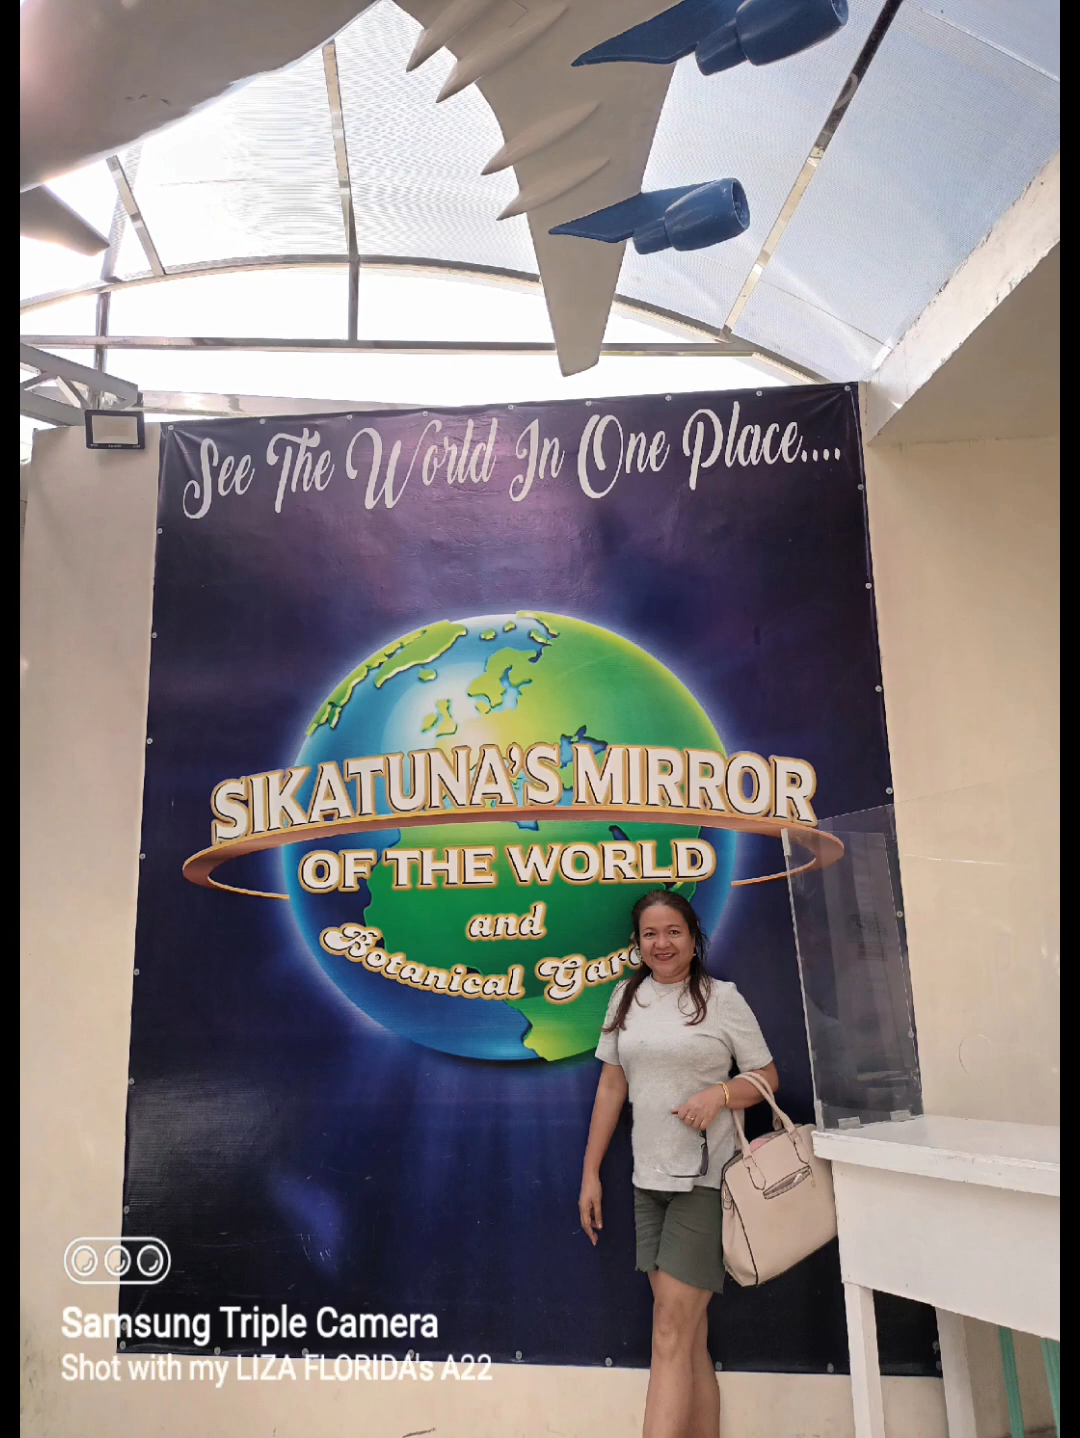 See The World In One Place....
SIKATUNA'S MIRROR
OF THE WORLD
and
Botanical Gard
Samsung Triple Camera
Shot with my LIZA FLORIDA's A22